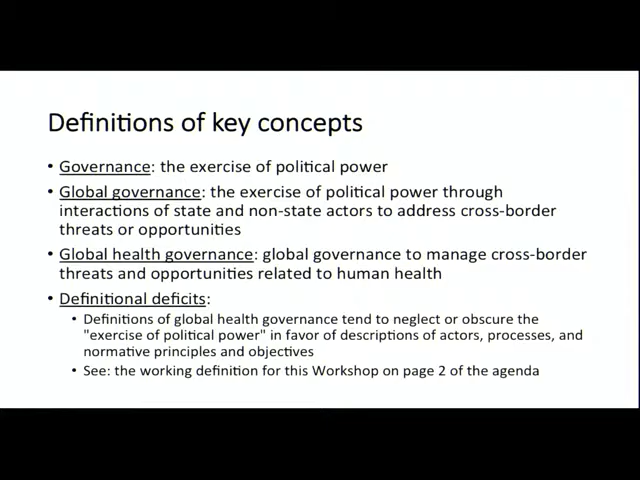 Definitions of key concepts
• Governance: the exercise of political power
• Global governance: the exercise of political power through
interactions of state and non-state actors to address cross-border
threats or opportunities
• Global health governance: global governance to manage cross-border
threats and opportunities related to human health
• Definitional deficits:
• Definitions of global health governance tend to neglect or obscure the
"exercise of political power" in favor of descriptions of actors, processes, and
normative principles and objectives
• See: the working definition for this Workshop on page 2 of the agenda